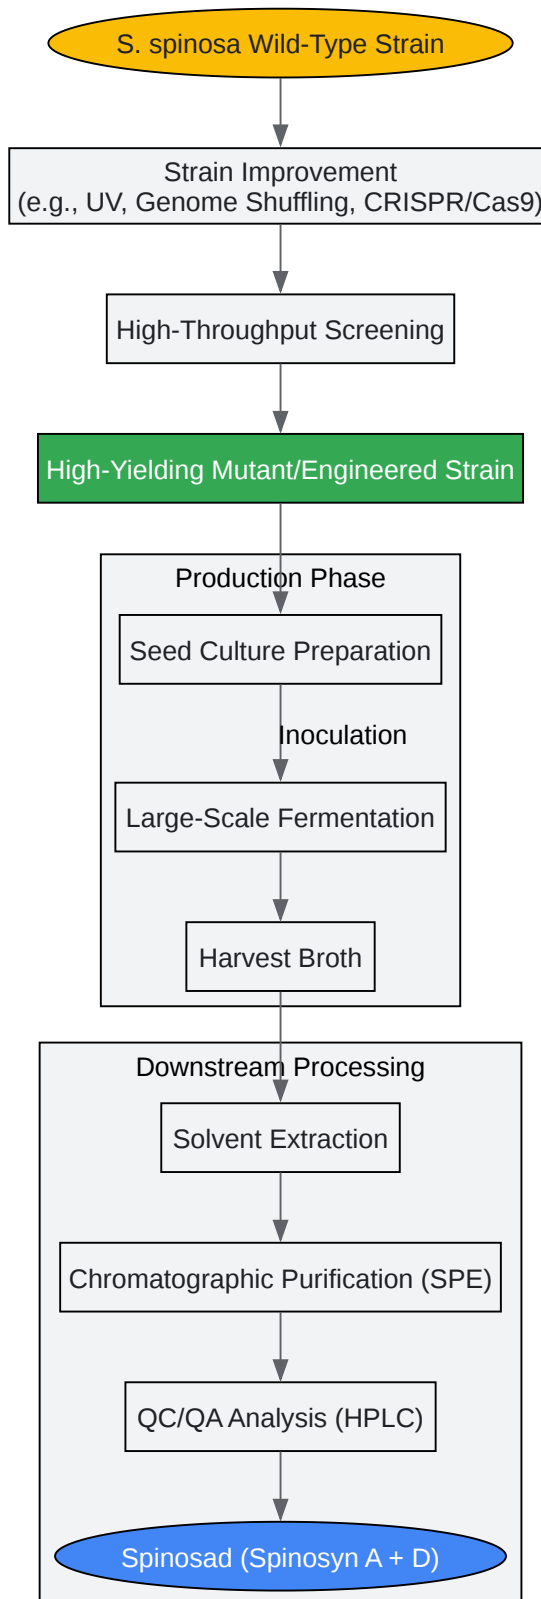 S. spinosa Wild-Type Strain
Strain Improvement
(e.g., UV, Genome Shuffling, CRISPR/Cas9)
High-Throughput Screening
High-Yielding Mutant/Engineered Strain
Production Phase
Seed Culture Preparation
Inoculation
Large-Scale Fermentation
Harvest Broth
Downstream Processing
Solvent Extraction
Chromatographic Purification (SPE)
QC/QA Analysis (HPLC)
Spinosad (Spinosyn A + D)